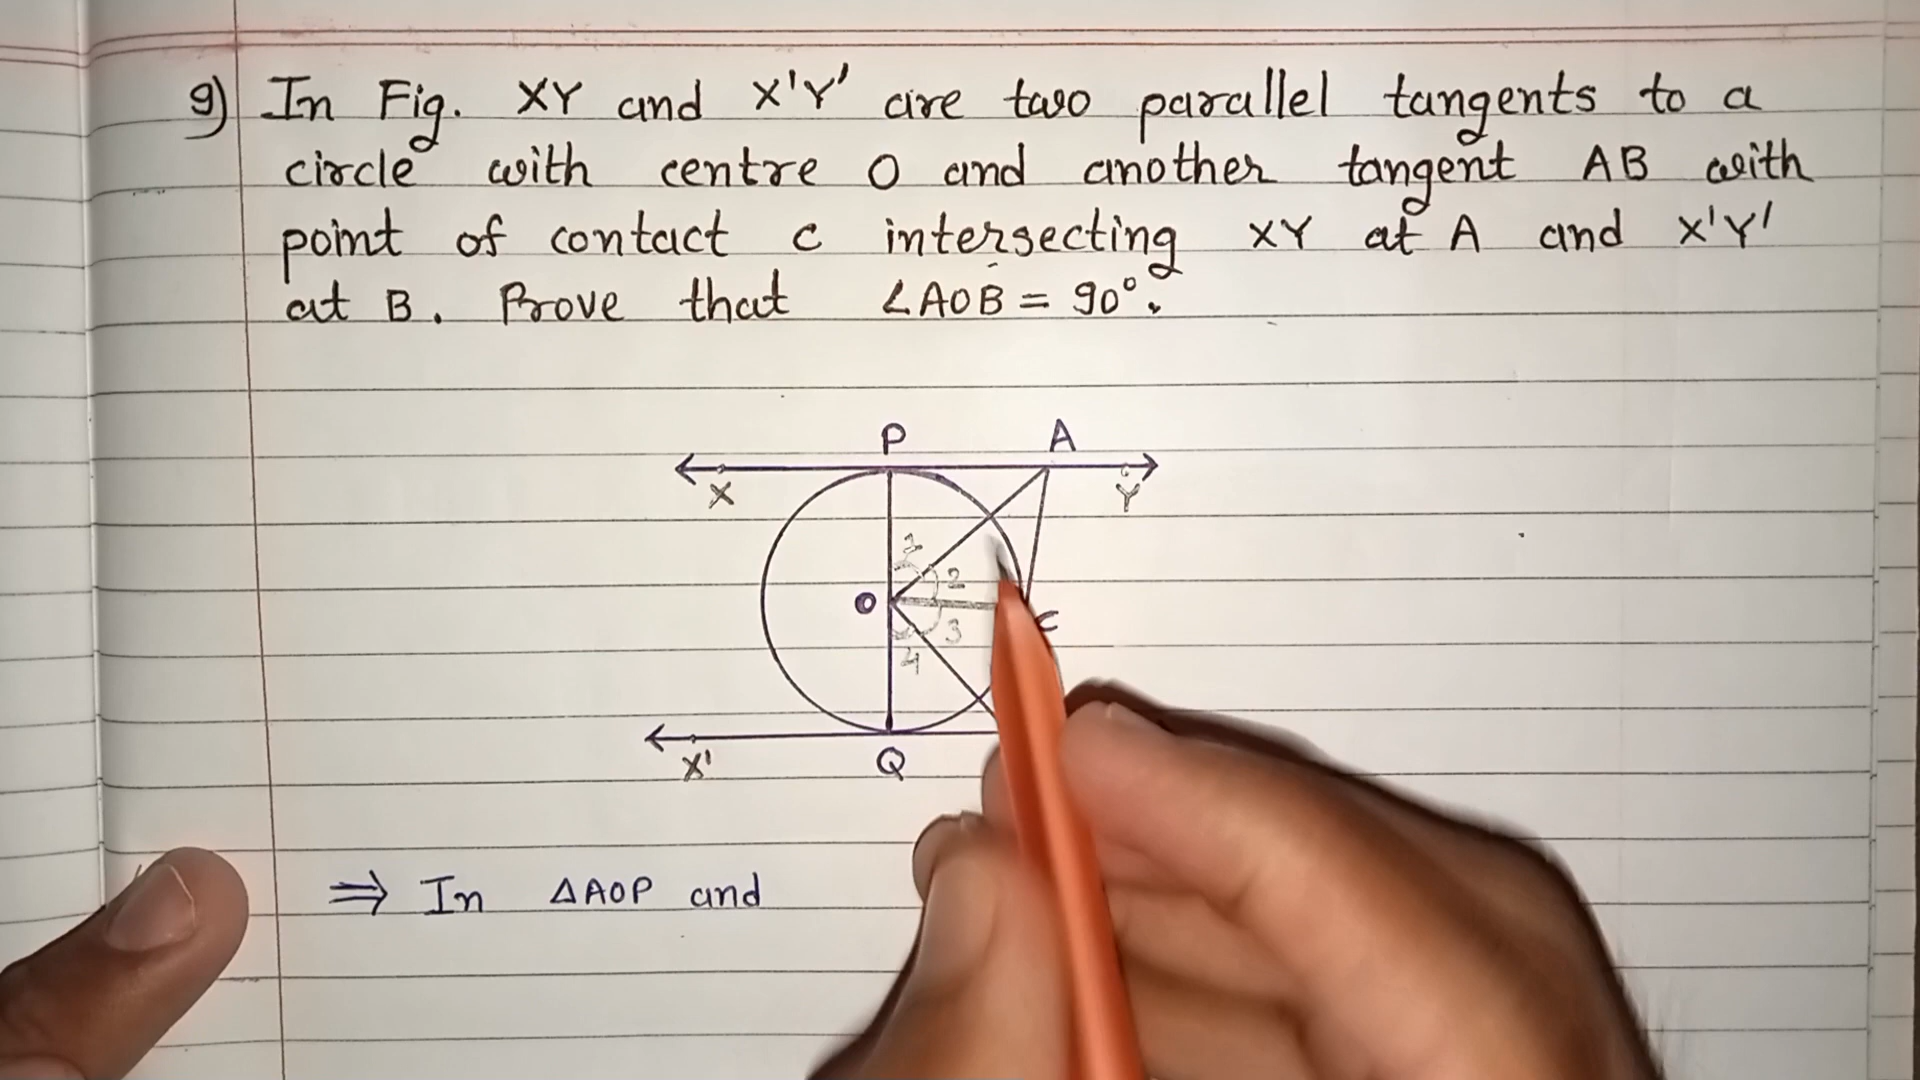 9) In Fig. XY and X'Y' are two parallel tangents to a
circle with centre O and another tangent AB with
point of contact C intersecting XY at A and X'Y'
at B. Prove that ∠AOB = 90°.
P A
X Y
1
2
O C
3
4
X' Q
⇒ In △AOP and